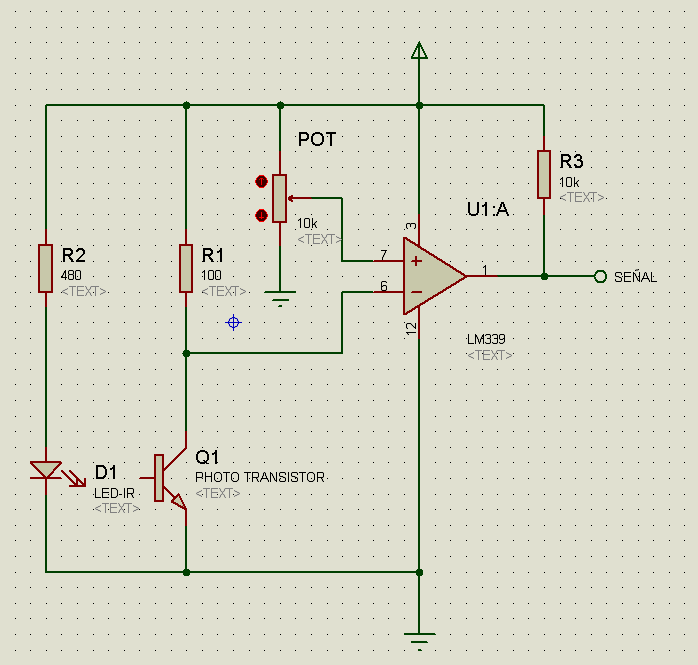 POT
10k
<TEXT>
R3
10k
<TEXT>
U1:A
3
7
6
1
12
LM339
<TEXT>
SEÑAL
R2
480
<TEXT>
R1
100
<TEXT>
D1
LED-IR
<TEXT>
Q1
PHOTO TRANSISTOR
<TEXT>